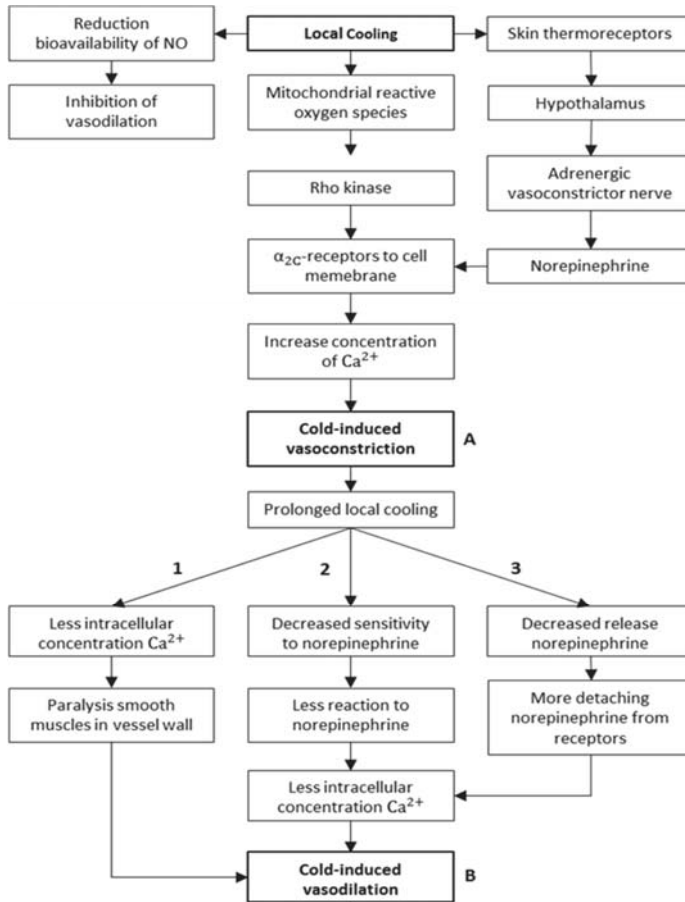 Reduction
bioavailability of NO
Local Cooling
Skin thermoreceptors
Inhibition of
vasodilation
Mitochondrial reactive
oxygen species
Hypothalamus
Rho kinase
Adrenergic
vasoconstrictor nerve
α2C-receptors to cell
memebrane
Norepinephrine
Increase concentration
of Ca²⁺
Cold-induced
vasoconstriction
A
Prolonged local cooling
1
2
3
Less intracellular
concentration Ca²⁺
Decreased sensitivity
to norepinephrine
Decreased release
norepinephrine
Paralysis smooth
muscles in vessel wall
Less reaction to
norepinephrine
More detaching
norepinephrine from
receptors
Less intracellular
concentration Ca²⁺
Cold-induced
vasodilation
B